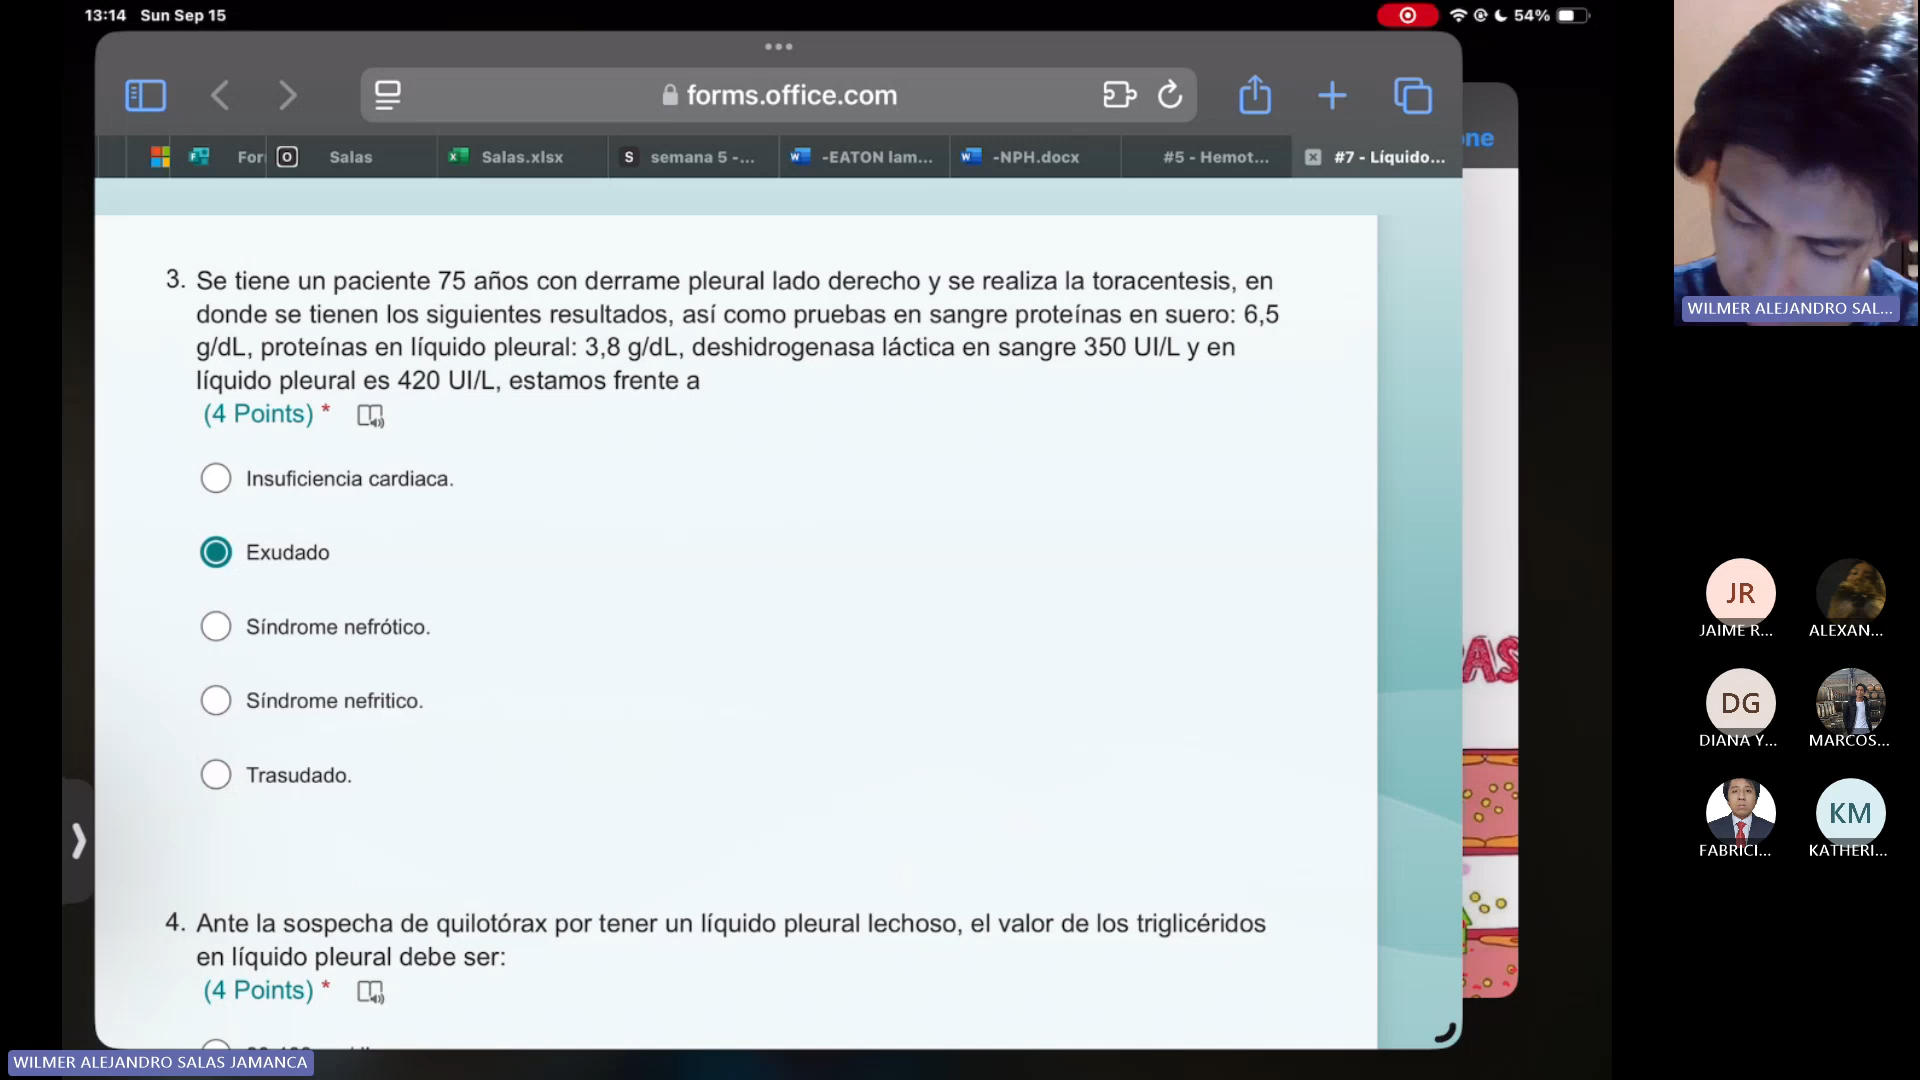 13:14 Sun Sep 15
54%
forms.office.com
one
For
Salas
Salas.xlsx
semana 5 -...
-EATON lam...
-NPH.docx
#5 - Hemot...
#7 - Líquido...
3. Se tiene un paciente 75 años con derrame pleural lado derecho y se realiza la toracentesis, en
donde se tienen los siguientes resultados, así como pruebas en sangre proteínas en suero: 6,5
g/dL, proteínas en líquido pleural: 3,8 g/dL, deshidrogenasa láctica en sangre 350 UI/L y en
líquido pleural es 420 UI/L, estamos frente a
(4 Points) *
Insuficiencia cardiaca.
Exudado
Síndrome nefrótico.
Síndrome nefritico.
Trasudado.
4. Ante la sospecha de quilotórax por tener un líquido pleural lechoso, el valor de los triglicéridos
en líquido pleural debe ser:
(4 Points) *
WILMER ALEJANDRO SALAS JAMANCA
WILMER ALEJANDRO SAL...
JR
JAIME R...
ALEXAN...
DG
DIANA Y...
MARCOS...
FABRICI...
KM
KATHERI...
AS